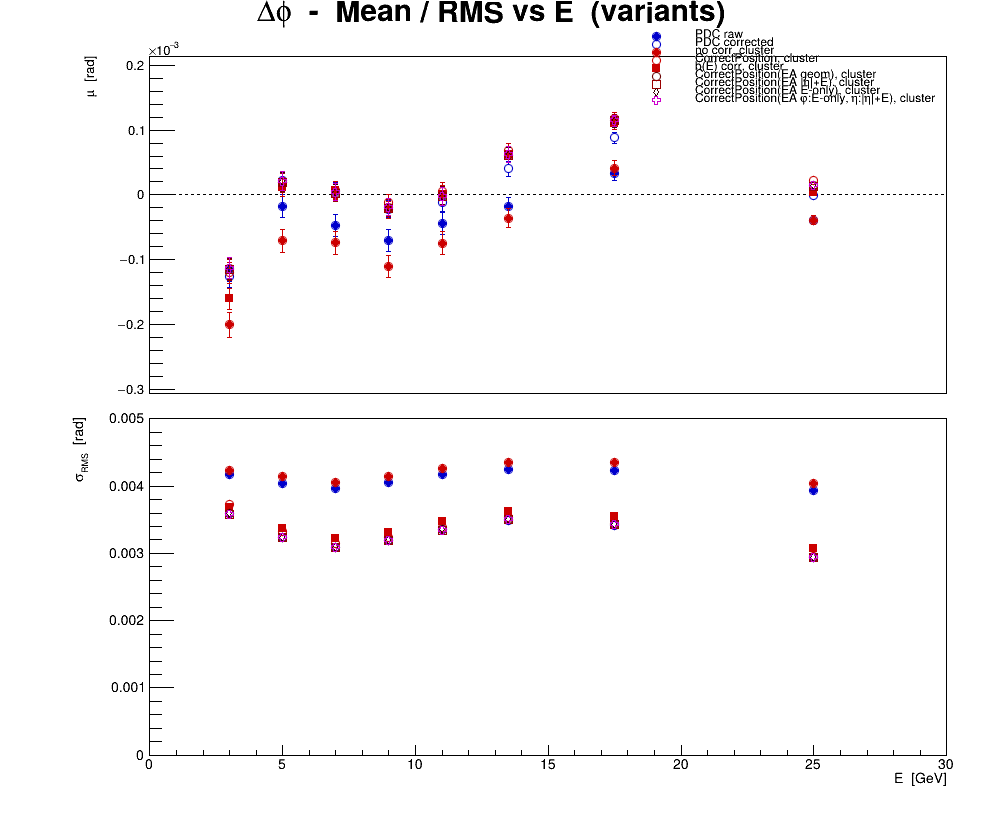 Δϕ - Mean / RMS vs E (variants)
×10⁻³
PDC raw
PDC corrected
no corr, cluster
CorrectPosition, cluster
b(E) corr, cluster
CorrectPosition(EA geom), cluster
CorrectPosition(EA |η|+E), cluster
CorrectPosition(EA E-only), cluster
CorrectPosition(EA φ:E-only, η:|η|+E), cluster
μ [rad]
0.2
0.1
0
−0.1
−0.2
−0.3
σRMS [rad]
0.005
0.004
0.003
0.002
0.001
0
0 5 10 15 20 25 30
E [GeV]